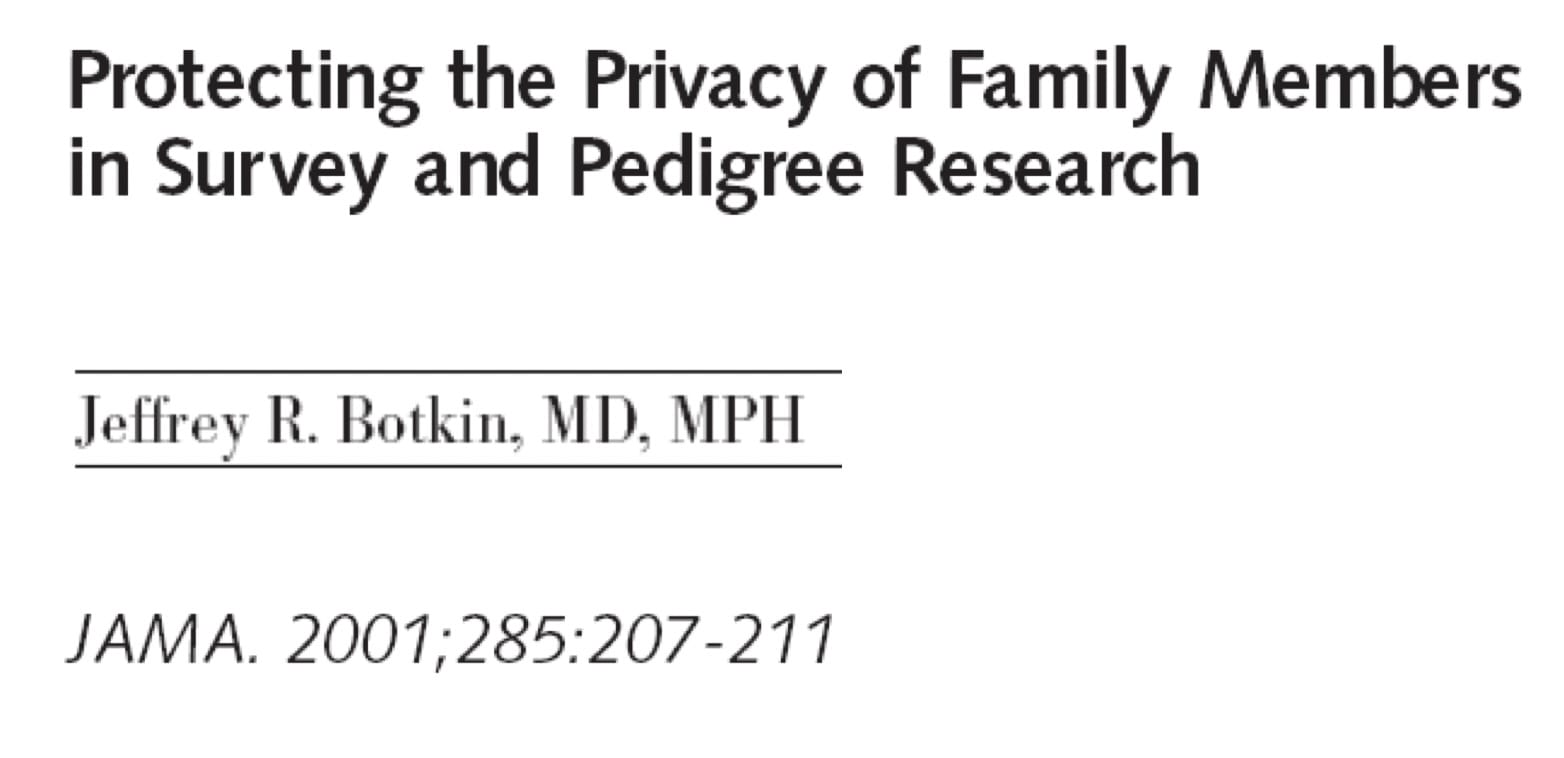 Protecting the Privacy of Family Members
in Survey and Pedigree Research
Jeffrey R. Botkin, MD, MPH
JAMA. 2001;285:207-211